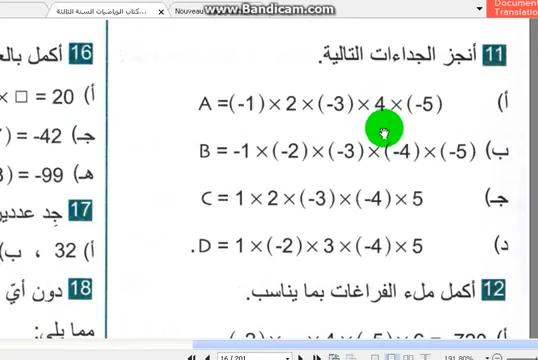 Document
Translatio
www.Bandicam.com
كتاب الرياضيات السنة الثالثة...
Nouveau
11 أنجز الجداءات التالية.
أ) A =(-1) × 2 × (-3) × 4 × (-5)
ب) B = -1 × (-2) × (-3) × (-4) × (-5)
جـ) C = 1 × 2 × (-3) × (-4) × 5
د) D = 1 × (-2) × 3 × (-4) × 5.
12 أكمل ملء الفراغات بما يناسب.
16 أكمل بالع
أ) × □ = 20
جـ) ) = -42
هـ) ) = -99
17 جِد عددين
أ) 32 ، ب)
18 دون أيّ
مما يلي:
16 / 201
191,80%